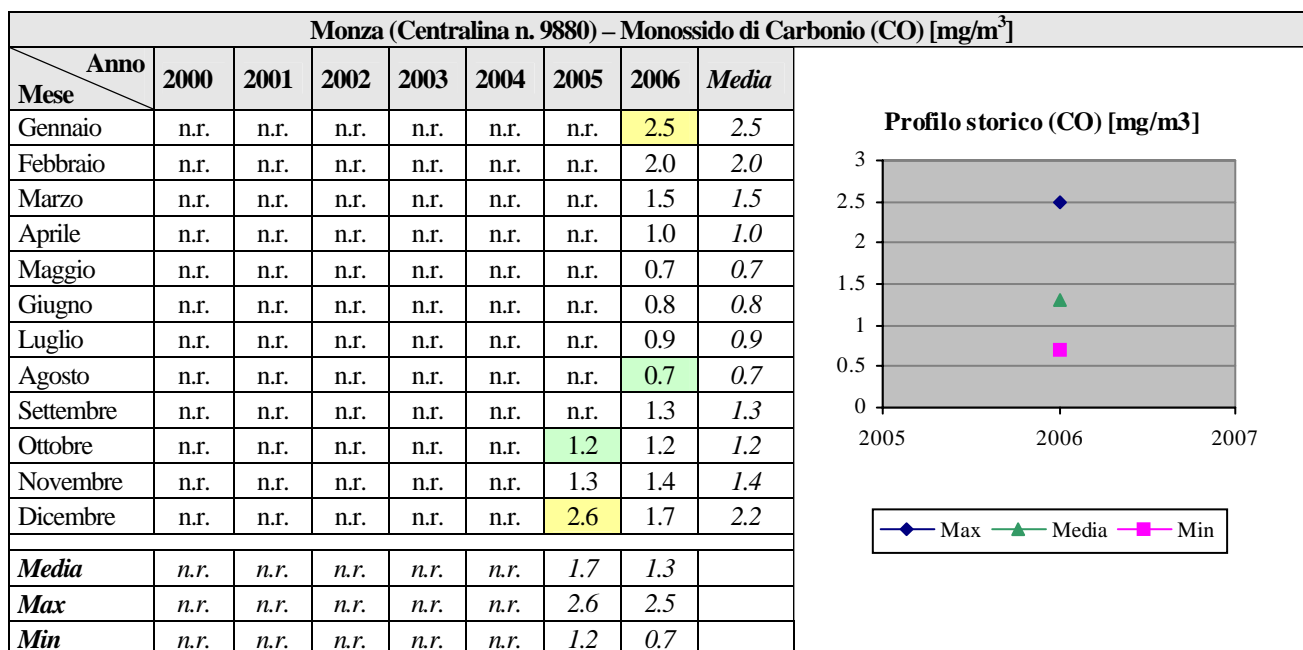 Monza (Centralina n. 9880) – Monossido di Carbonio (CO) [mg/m³]
Anno
Mese 2000 2001 2002 2003 2004 2005 2006 Media
Gennaio n.r. n.r. n.r. n.r. n.r. n.r. 2.5 2.5
Febbraio n.r. n.r. n.r. n.r. n.r. n.r. 2.0 2.0
Marzo n.r. n.r. n.r. n.r. n.r. n.r. 1.5 1.5
Aprile n.r. n.r. n.r. n.r. n.r. n.r. 1.0 1.0
Maggio n.r. n.r. n.r. n.r. n.r. n.r. 0.7 0.7
Giugno n.r. n.r. n.r. n.r. n.r. n.r. 0.8 0.8
Luglio n.r. n.r. n.r. n.r. n.r. n.r. 0.9 0.9
Agosto n.r. n.r. n.r. n.r. n.r. n.r. 0.7 0.7
Settembre n.r. n.r. n.r. n.r. n.r. n.r. 1.3 1.3
Ottobre n.r. n.r. n.r. n.r. n.r. 1.2 1.2 1.2
Novembre n.r. n.r. n.r. n.r. n.r. 1.3 1.4 1.4
Dicembre n.r. n.r. n.r. n.r. n.r. 2.6 1.7 2.2
Media n.r. n.r. n.r. n.r. n.r. 1.7 1.3
Max n.r. n.r. n.r. n.r. n.r. 2.6 2.5
Min n.r. n.r. n.r. n.r. n.r. 1.2 0.7
Profilo storico (CO) [mg/m3]
3
2.5
2
1.5
1
0.5
0
2005 2006 2007
Max Media Min